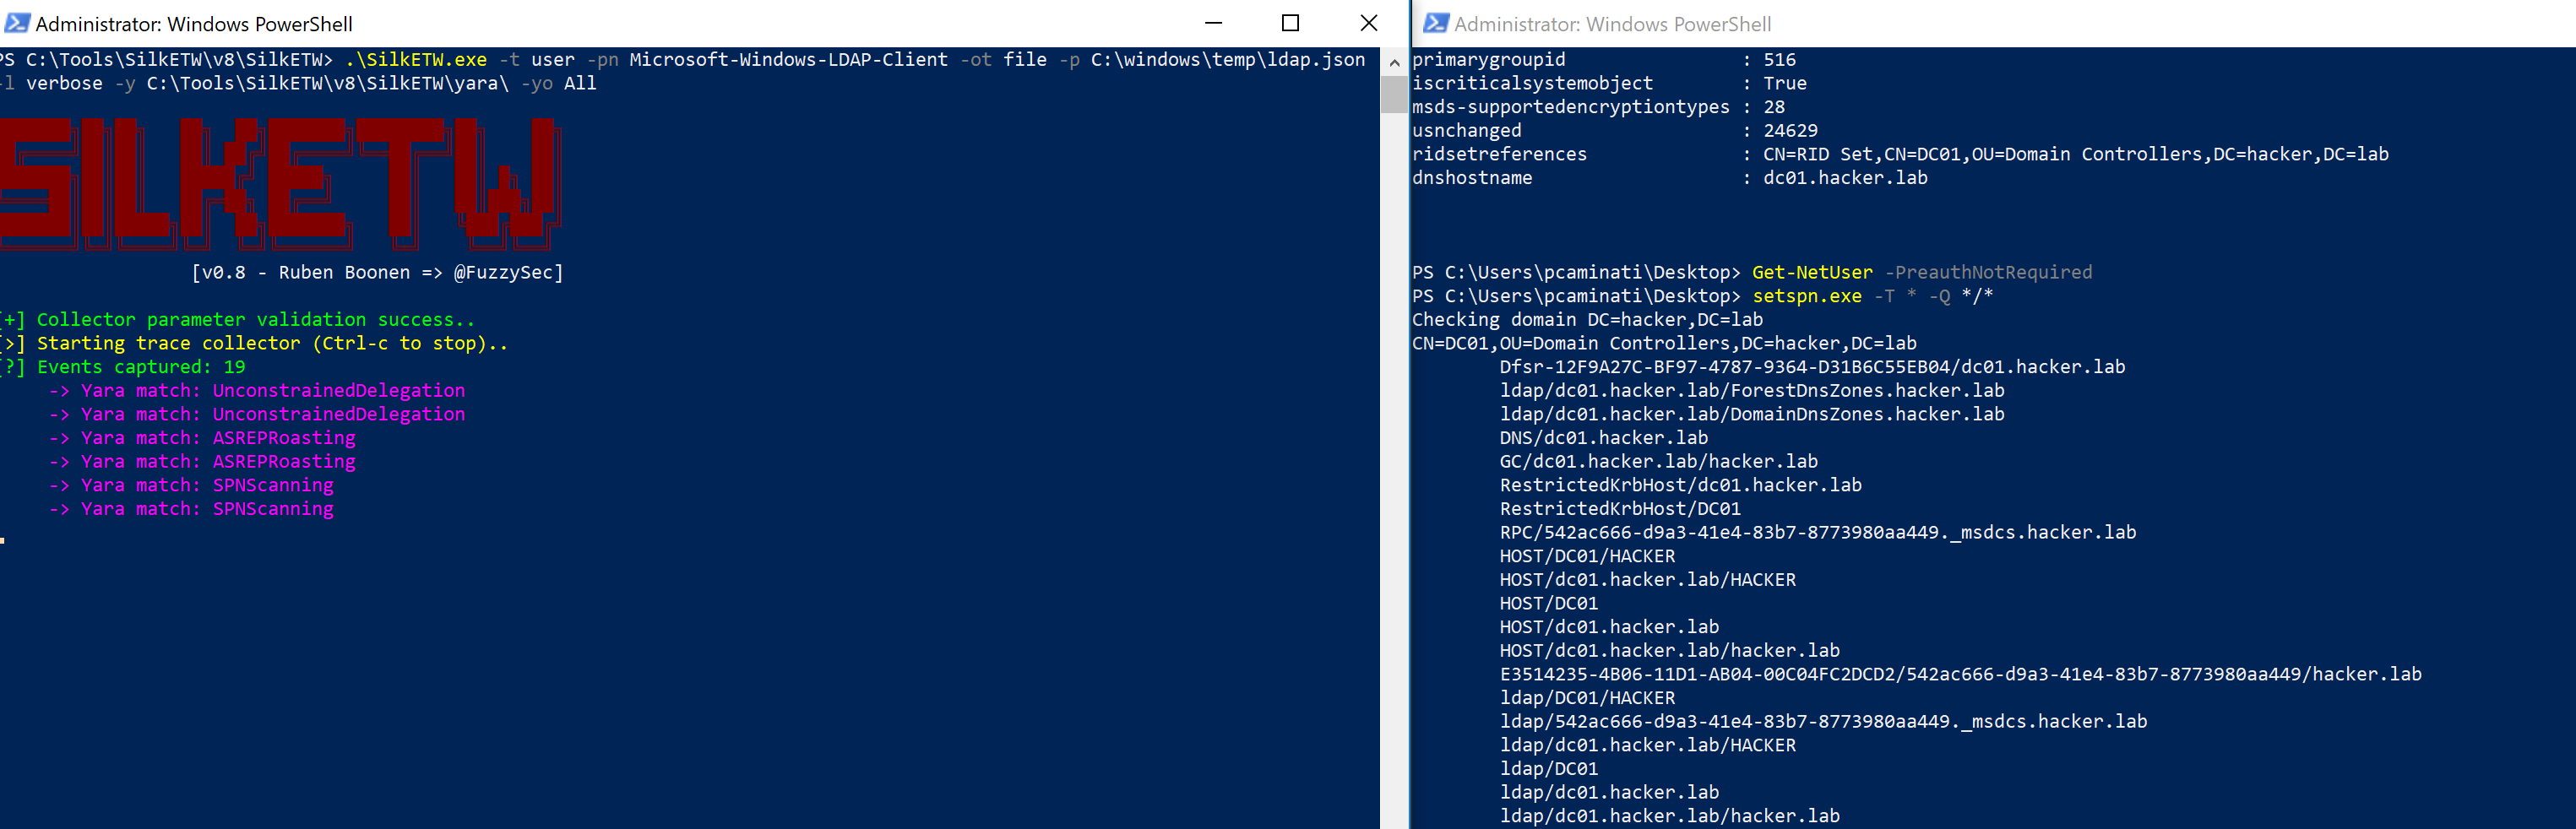 Administrator: Windows PowerShell
PS C:\Tools\SilkETW\v8\SilkETW> .\SilkETW.exe -t user -pn Microsoft-Windows-LDAP-Client -ot file -p C:\windows\temp\ldap.json
-l verbose -y C:\Tools\SilkETW\v8\SilkETW\yara\ -yo All
SILKETW
[v0.8 - Ruben Boonen => @FuzzySec]
[+] Collector parameter validation success..
[>] Starting trace collector (Ctrl-c to stop)..
[?] Events captured: 19
-> Yara match: UnconstrainedDelegation
-> Yara match: UnconstrainedDelegation
-> Yara match: ASREPRoasting
-> Yara match: ASREPRoasting
-> Yara match: SPNScanning
-> Yara match: SPNScanning
Administrator: Windows PowerShell
primarygroupid : 516
iscriticalsystemobject : True
msds-supportedencryptiontypes : 28
usnchanged : 24629
ridsetreferences : CN=RID Set,CN=DC01,OU=Domain Controllers,DC=hacker,DC=lab
dnshostname : dc01.hacker.lab
PS C:\Users\pcaminati\Desktop> Get-NetUser -PreauthNotRequired
PS C:\Users\pcaminati\Desktop> setspn.exe -T * -Q */*
Checking domain DC=hacker,DC=lab
CN=DC01,OU=Domain Controllers,DC=hacker,DC=lab
Dfsr-12F9A27C-BF97-4787-9364-D31B6C55EB04/dc01.hacker.lab
ldap/dc01.hacker.lab/ForestDnsZones.hacker.lab
ldap/dc01.hacker.lab/DomainDnsZones.hacker.lab
DNS/dc01.hacker.lab
GC/dc01.hacker.lab/hacker.lab
RestrictedKrbHost/dc01.hacker.lab
RestrictedKrbHost/DC01
RPC/542ac666-d9a3-41e4-83b7-8773980aa449._msdcs.hacker.lab
HOST/DC01/HACKER
HOST/dc01.hacker.lab/HACKER
HOST/DC01
HOST/dc01.hacker.lab
HOST/dc01.hacker.lab/hacker.lab
E3514235-4B06-11D1-AB04-00C04FC2DCD2/542ac666-d9a3-41e4-83b7-8773980aa449/hacker.lab
ldap/DC01/HACKER
ldap/542ac666-d9a3-41e4-83b7-8773980aa449._msdcs.hacker.lab
ldap/dc01.hacker.lab/HACKER
ldap/DC01
ldap/dc01.hacker.lab
ldap/dc01.hacker.lab/hacker.lab